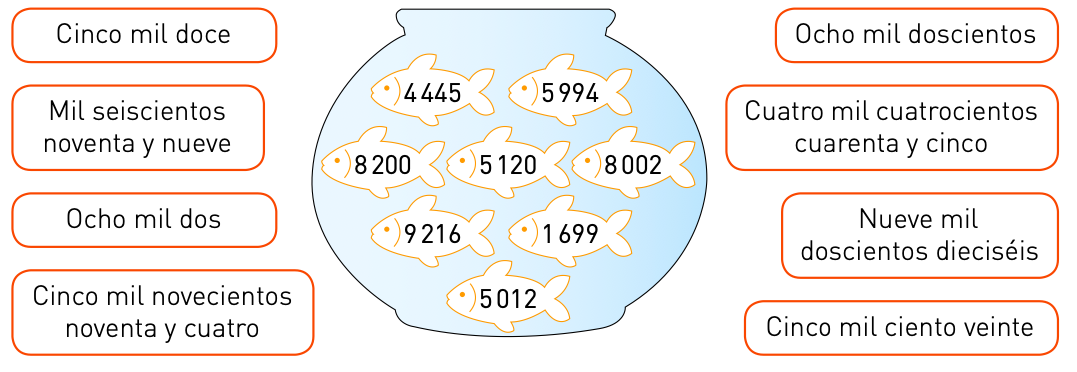 Cinco mil doce
Mil seiscientos
noventa y nueve
Ocho mil dos
Cinco mil novecientos
noventa y cuatro
4 445
5 994
8 200
5 120
8 002
9 216
1 699
5 012
Ocho mil doscientos
Cuatro mil cuatrocientos
cuarenta y cinco
Nueve mil
doscientos dieciséis
Cinco mil ciento veinte